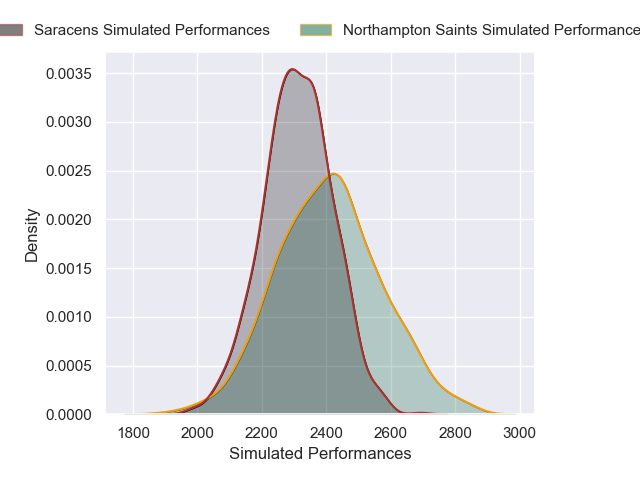 Saracens Simulated Performances
Northampton Saints Simulated Performance
0.0035
0.0030
0.0025
0.0020
0.0015
0.0010
0.0005
0.0000
Density
1800 2000 2200 2400 2600 2800 3000
Simulated Performances